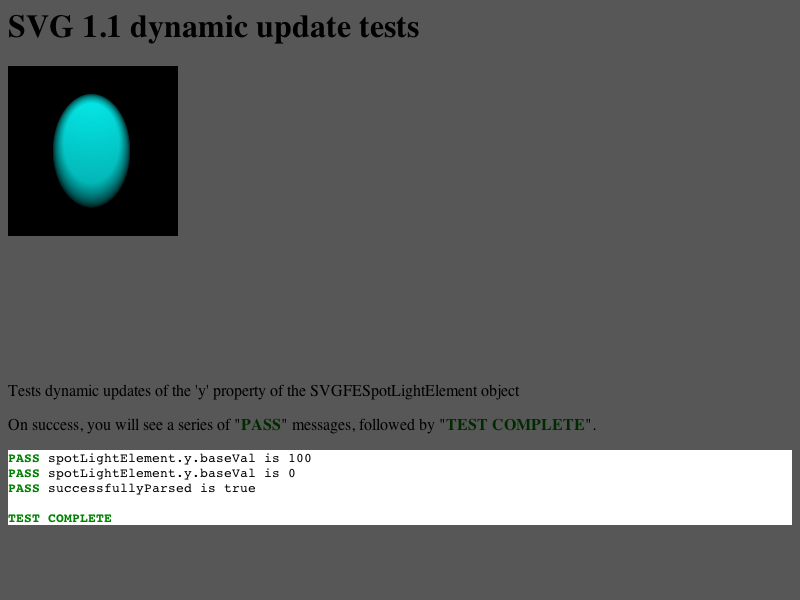 SVG 1.1 dynamic update tests
Tests dynamic updates of the 'y' property of the SVGFESpotLightElement object
On success, you will see a series of "PASS" messages, followed by "TEST COMPLETE".
PASS spotLightElement.y.baseVal is 100
PASS spotLightElement.y.baseVal is 0
PASS successfullyParsed is true
TEST COMPLETE